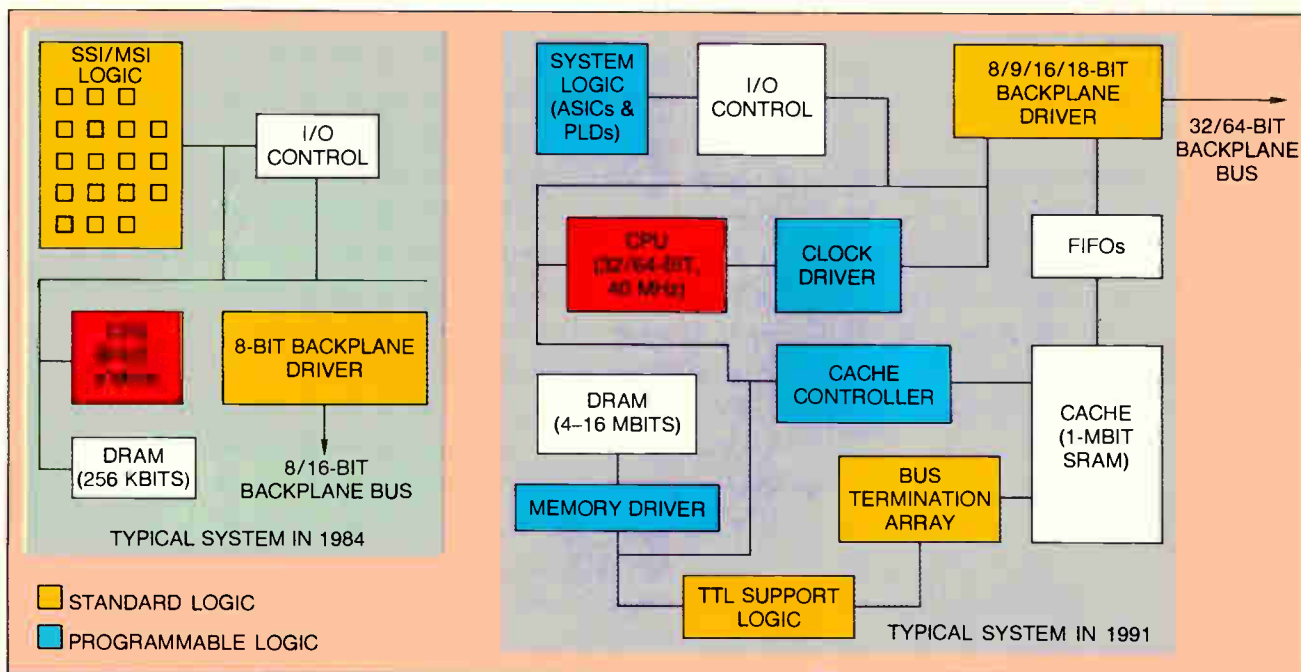 SSI/MSI
LOGIC
I/O
CONTROL
8-BIT BACKPLANE
DRIVER
DRAM
(256 KBITS)
8/16-BIT
BACKPLANE BUS
TYPICAL SYSTEM IN 1984
STANDARD LOGIC
PROGRAMMABLE LOGIC
SYSTEM
LOGIC
(ASICs &
PLDs)
I/O
CONTROL
8/9/16/18-BIT
BACKPLANE
DRIVER
32/64-BIT
BACKPLANE
BUS
CPU
(32/64-BIT,
40 MHz)
CLOCK
DRIVER
FIFOs
DRAM
(4–16 MBITS)
CACHE
CONTROLLER
CACHE
(1-MBIT
SRAM)
MEMORY DRIVER
BUS
TERMINATION
ARRAY
TTL SUPPORT
LOGIC
TYPICAL SYSTEM IN 1991